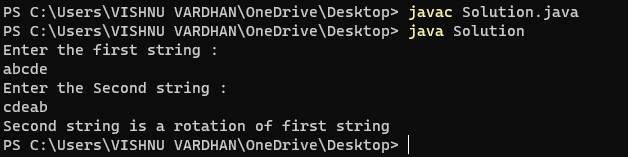 PS C:\Users\VISHNU VARDHAN\OneDrive\Desktop> javac Solution.java
PS C:\Users\VISHNU VARDHAN\OneDrive\Desktop> java Solution
Enter the first string :
abcde
Enter the Second string :
cdeab
Second string is a rotation of first string
PS C:\Users\VISHNU VARDHAN\OneDrive\Desktop>